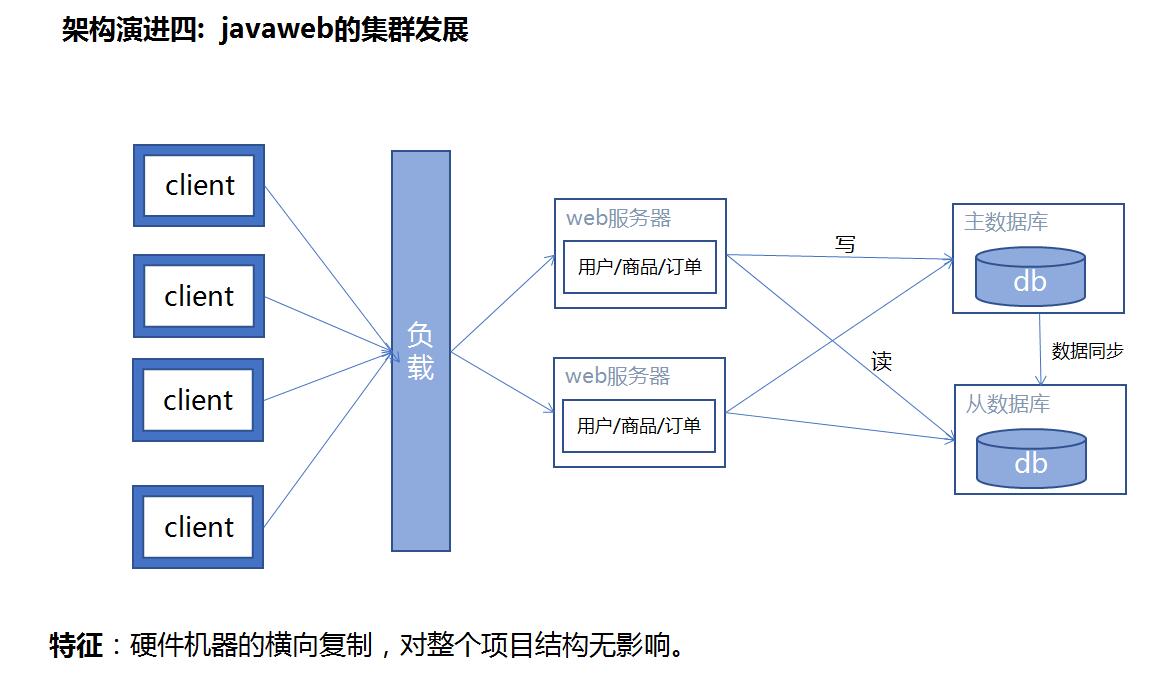 架构演进四: javaweb的集群发展
client
client
client
client
负载
web服务器
用户/商品/订单
web服务器
用户/商品/订单
写
读
主数据库
db
数据同步
从数据库
db
特征：硬件机器的横向复制，对整个项目结构无影响。